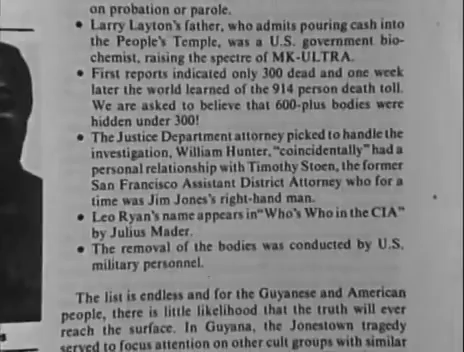 on probation or parole.
• Larry Layton's father, who admits pouring cash into
the People's Temple, was a U.S. government bio-
chemist, raising the spectre of MK-ULTRA.
• First reports indicated only 300 dead and one week
later the world learned of the 914 person death toll.
We are asked to believe that 600-plus bodies were
hidden under 300!
• The Justice Department attorney picked to handle the
investigation, William Hunter, "coincidentally" had a
personal relationship with Timothy Stoen, the former
San Francisco Assistant District Attorney who for a
time was Jim Jones's right-hand man.
• Leo Ryan's name appears in "Who's Who in the CIA"
by Julius Mader.
• The removal of the bodies was conducted by U.S.
military personnel.
The list is endless and for the Guyanese and American
people, there is little likelihood that the truth will ever
reach the surface. In Guyana, the Jonestown tragedy
served to focus attention on other cult groups with similar